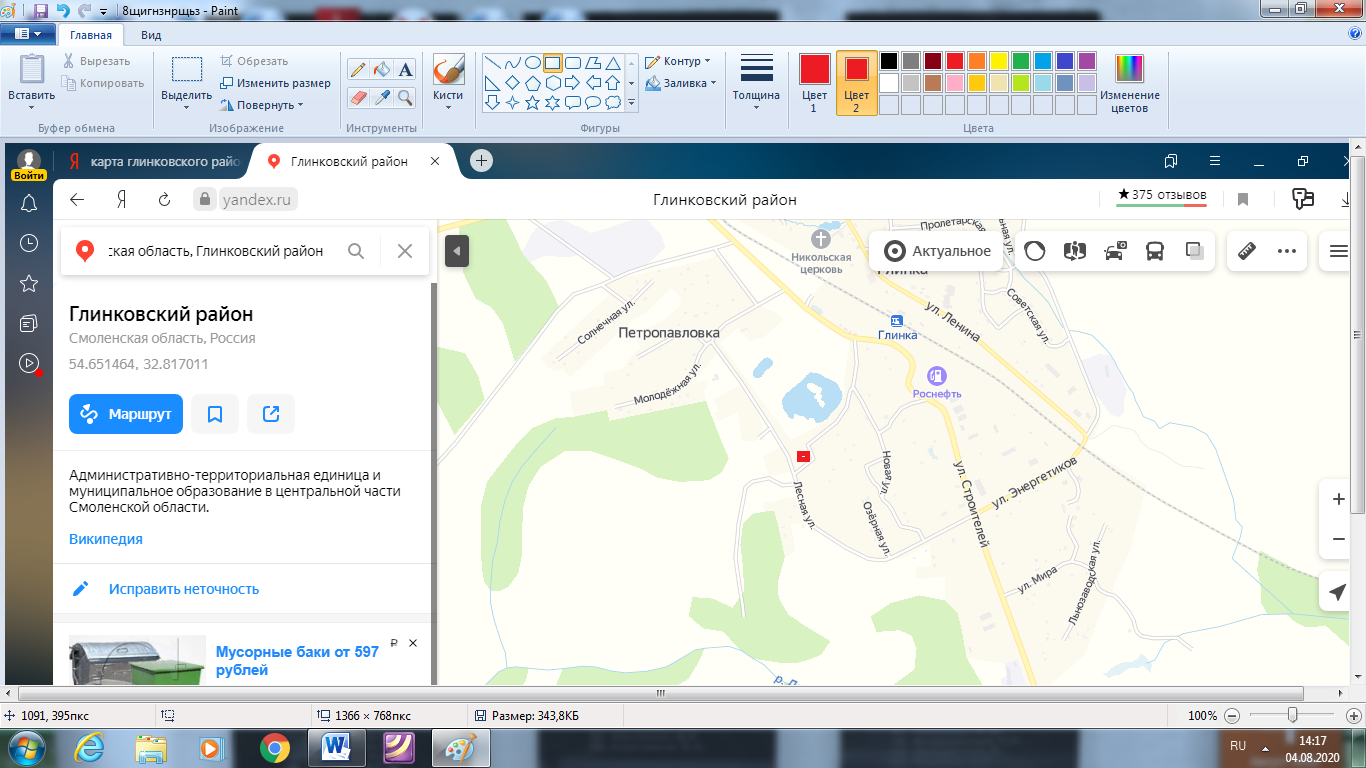 8щигнзнрщьз - Paint
Главная
Вид
Вставить
Вырезать
Копировать
Буфер обмена
Выделить
Обрезать
Изменить размер
Повернуть
Изображение
A
Инструменты
Кисти
Контур
Заливка
Фигуры
Толщина
Цвет 1
Цвет 2
Изменение цветов
Цвета
Войти
Я
карта глинковского райо
Глинковский район
Я
yandex.ru
Глинковский район
★375 отзывов
ская область, Глинковский район
Актуальное
Глинковский район
Смоленская область, Россия
54.651464, 32.817011
Маршрут
Административно-территориальная единица и
муниципальное образование в центральной части
Смоленской области.
Википедия
Исправить неточность
Мусорные баки от 597
рублей
₽
Пролетарская
Никольская
церковь
Глинка
Советская ул.
ул. Ленина
Глинка
Солнечная ул.
Петропавловка
Молодёжная ул.
Роснефть
Лесная ул.
Новая ул.
Озёрная ул.
ул. Строителей
ул. Энергетиков
ул. Мира
Льнозаводская ул.
1091, 395пкс
1366 × 768пкс
Размер: 343,8КБ
100%
RU
14:17
04.08.2020